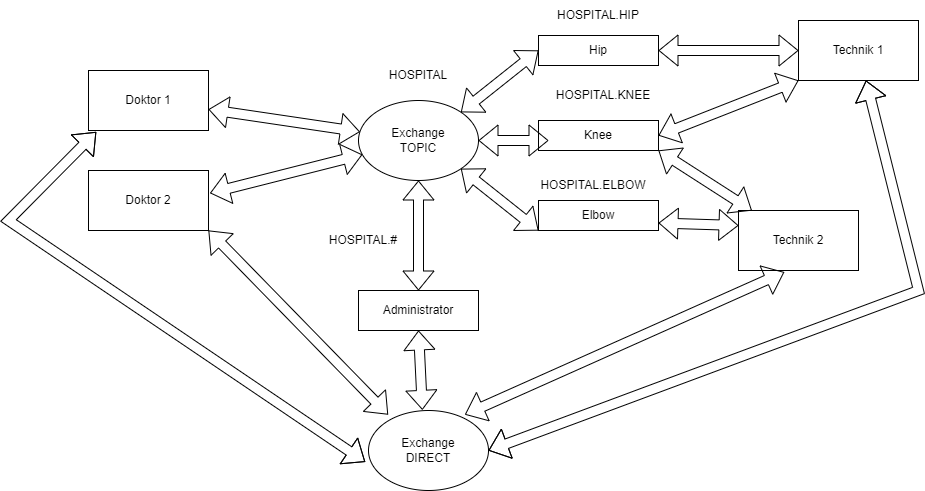 HOSPITAL.HIP
Hip
Technik 1
HOSPITAL
Doktor 1
HOSPITAL.KNEE
Exchange
TOPIC
Knee
HOSPITAL.ELBOW
Doktor 2
Elbow
HOSPITAL.#
Technik 2
Administrator
Exchange
DIRECT